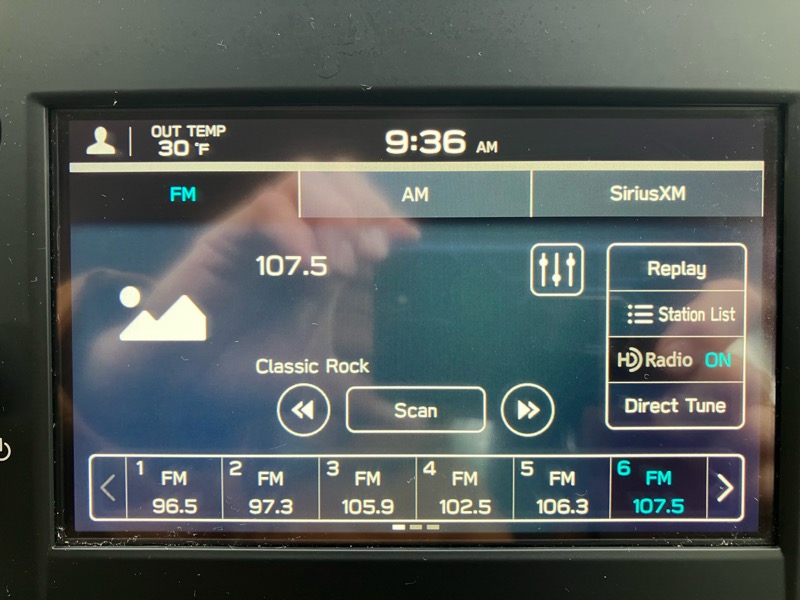 OUT TEMP
30 °F
9:36 AM
FM
AM
SiriusXM
107.5
Replay
Station List
HD Radio ON
Direct Tune
Classic Rock
Scan
1 FM 96.5
2 FM 97.3
3 FM 105.9
4 FM 102.5
5 FM 106.3
6 FM 107.5